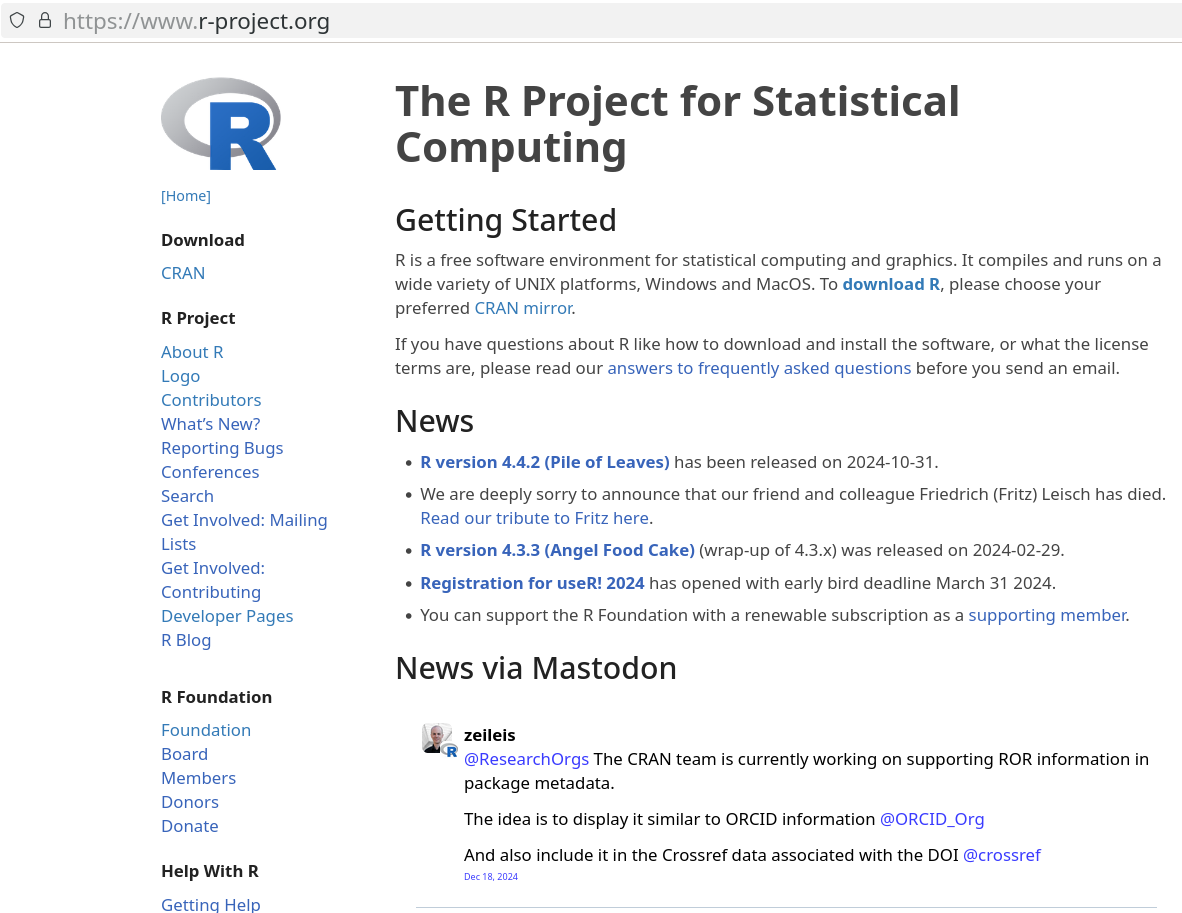 https://www.r-project.org
R
[Home]
Download
CRAN
R Project
About R
Logo
Contributors
What’s New?
Reporting Bugs
Conferences
Search
Get Involved: Mailing
Lists
Get Involved:
Contributing
Developer Pages
R Blog
R Foundation
Foundation
Board
Members
Donors
Donate
Help With R
Getting Help
The R Project for Statistical
Computing
Getting Started
R is a free software environment for statistical computing and graphics. It compiles and runs on a
wide variety of UNIX platforms, Windows and MacOS. To download R, please choose your
preferred CRAN mirror.
If you have questions about R like how to download and install the software, or what the license
terms are, please read our answers to frequently asked questions before you send an email.
News
• R version 4.4.2 (Pile of Leaves) has been released on 2024-10-31.
• We are deeply sorry to announce that our friend and colleague Friedrich (Fritz) Leisch has died.
Read our tribute to Fritz here.
• R version 4.3.3 (Angel Food Cake) (wrap-up of 4.3.x) was released on 2024-02-29.
• Registration for useR! 2024 has opened with early bird deadline March 31 2024.
• You can support the R Foundation with a renewable subscription as a supporting member.
News via Mastodon
R
zeileis
@ResearchOrgs The CRAN team is currently working on supporting ROR information in
package metadata.
The idea is to display it similar to ORCID information @ORCID_Org
And also include it in the Crossref data associated with the DOI @crossref
Dec 18, 2024